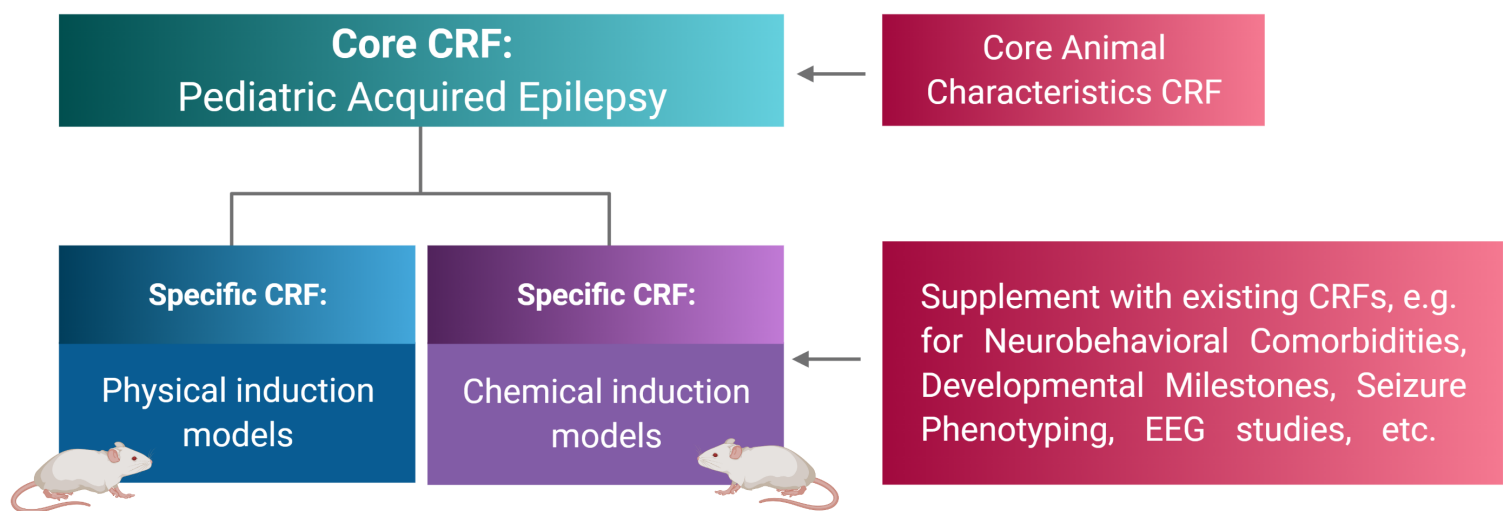 Core CRF:
Pediatric Acquired Epilepsy
Core Animal
Characteristics CRF
Specific CRF:
Physical induction
models
Specific CRF:
Chemical induction
models
Supplement with existing CRFs, e.g.
for Neurobehavioral Comorbidities,
Developmental Milestones, Seizure
Phenotyping, EEG studies, etc.